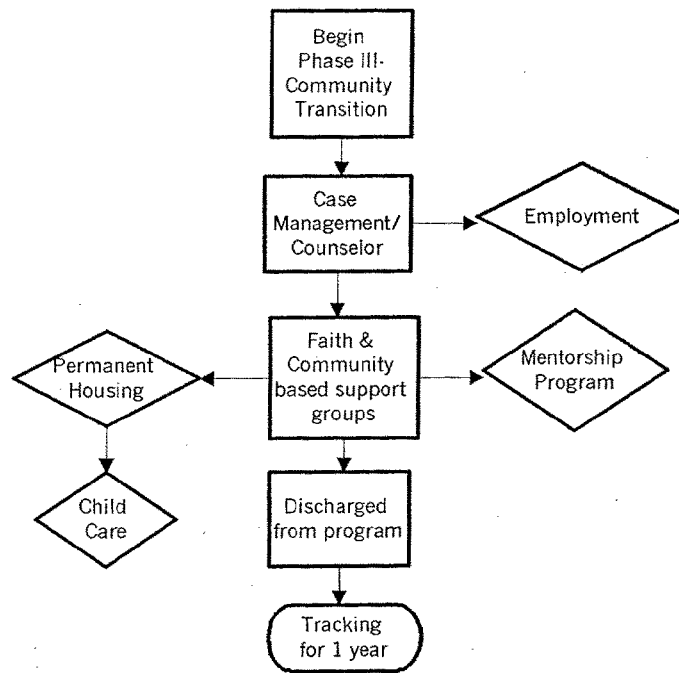 Begin
Phase III-
Community
Transition
Case
Management/
Counselor
Employment
Faith &
Community
based support
groups
Permanent
Housing
Mentorship
Program
Child
Care
Discharged
from program
Tracking
for 1 year